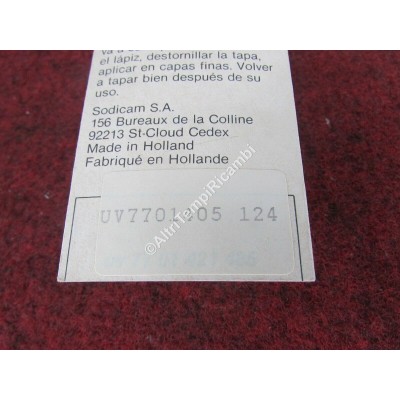 el lápiz, destornillar la tapa,
aplicar en capas finas. Volver
a tapar bien después de su
uso.
Sodicam S.A.
156 Bureaux de la Colline
92213 St-Cloud Cedex
Made in Holland
Fabriqué en Hollande
UV7701405 124
©AltriTempiRicambi